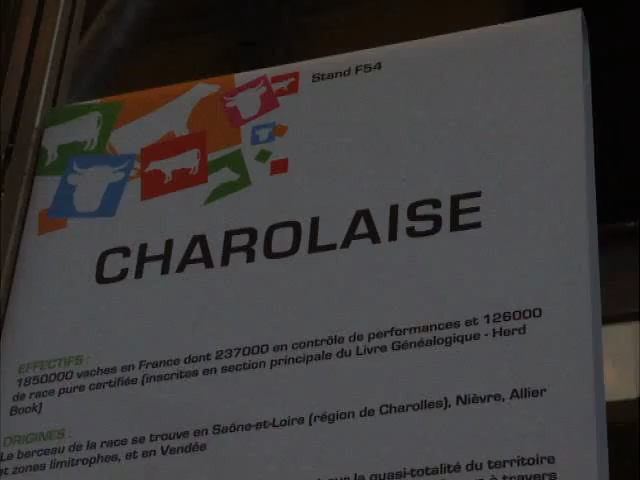 Stand F54
CHAROLAISE
EFFECTIFS :
1850000 vaches en France dont 237000 en contrôle de performances et 126000
de race pure certifiée (inscrites en section principale du Livre Généalogique - Herd
Book)
ORIGINES :
Le berceau de la race se trouve en Saône-et-Loire (région de Charolles), Nièvre, Allier
et zones limitrophes, et en Vendée
sur la quasi-totalité du territoire
à travers